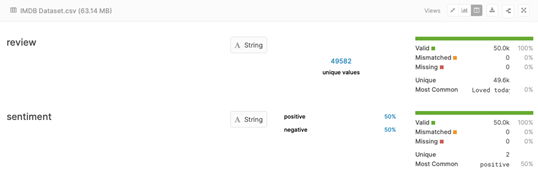 IMDB Dataset.csv (63.14 MB)
Views
review
A String
49582
unique values
Valid 50.0k 100%
Mismatched 0 0%
Missing 0 0%
Unique 49.6k
Most Common Loved today 0%
sentiment
A String
positive 50%
negative 50%
Valid 50.0k 100%
Mismatched 0 0%
Missing 0 0%
Unique 2
Most Common positive 50%